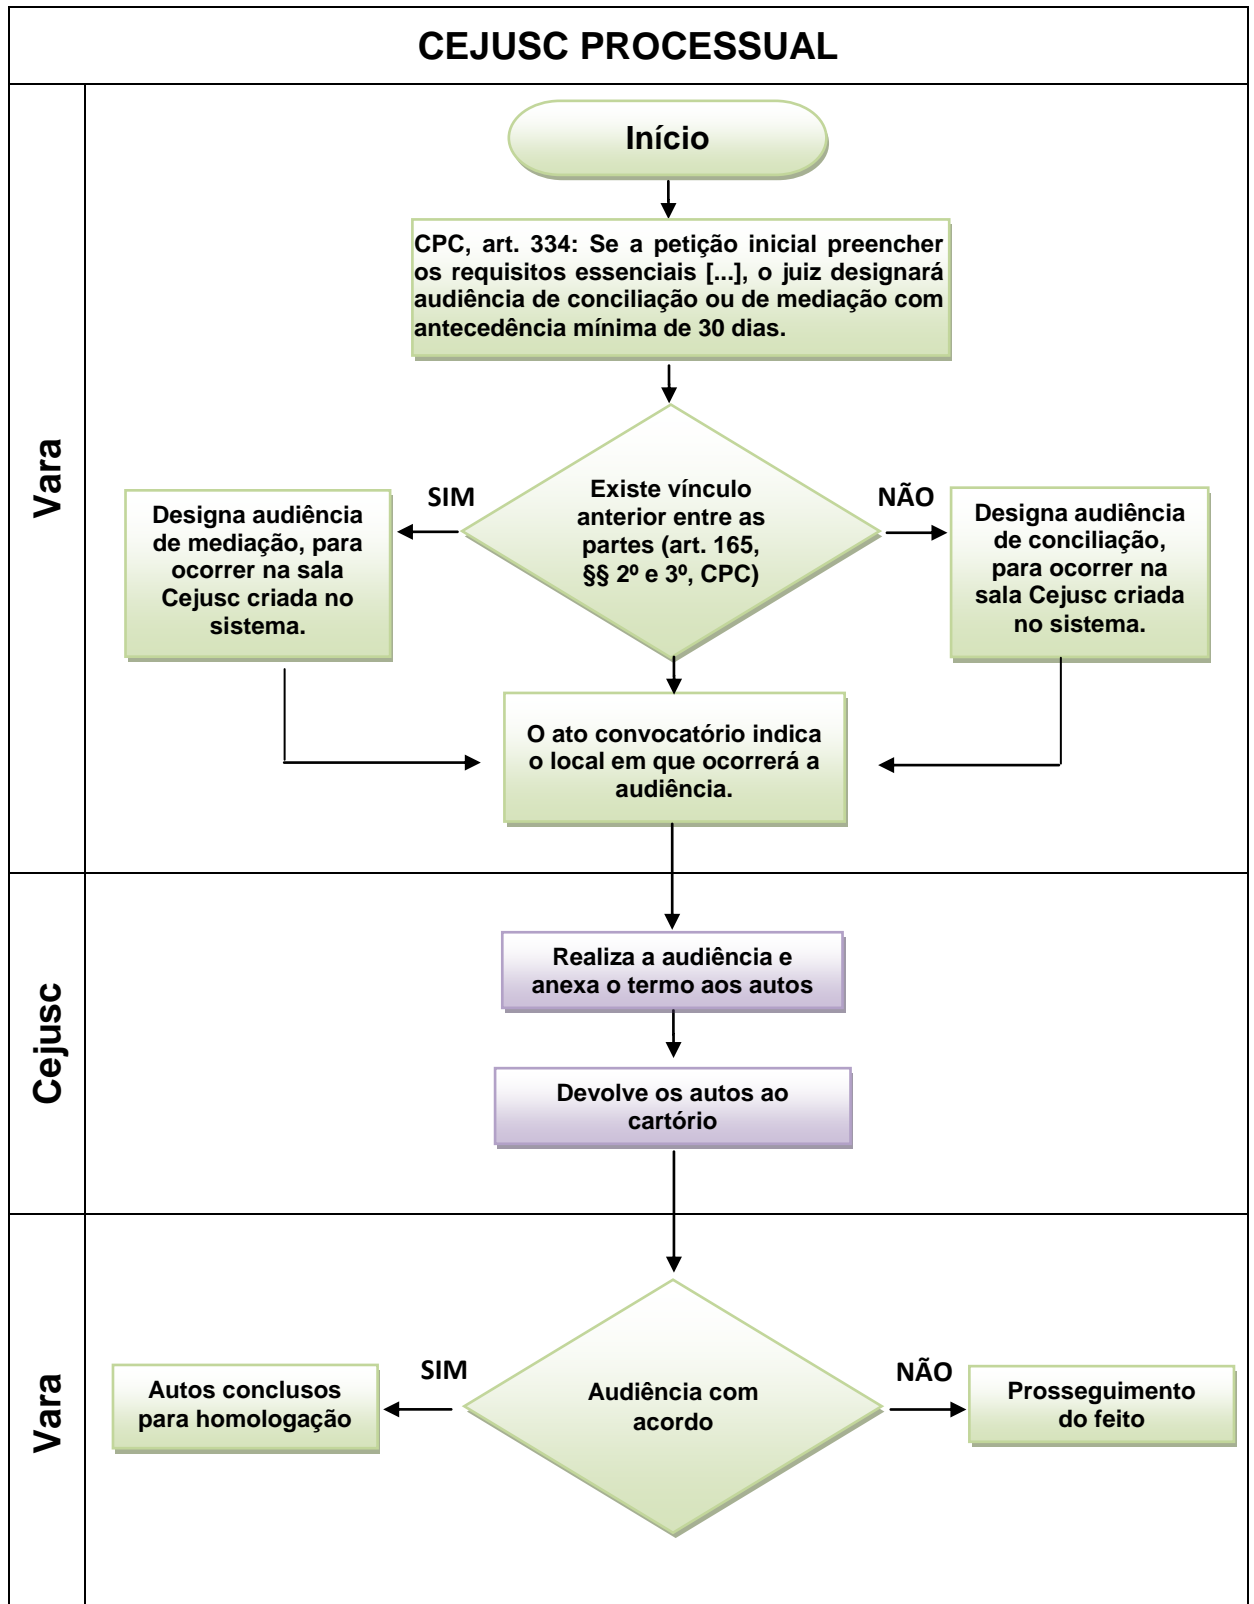 CEJUSC PROCESSUAL
Vara
Início
CPC, art. 334: Se a petição inicial preencher
os requisitos essenciais [...], o juiz designará
audiência de conciliação ou de mediação com
antecedência mínima de 30 dias.
Existe vínculo
anterior entre as
partes (art. 165,
§§ 2º e 3º, CPC)
SIM
Designa audiência
de mediação, para
ocorrer na sala
Cejusc criada no
sistema.
NÃO
Designa audiência
de conciliação,
para ocorrer na
sala Cejusc criada
no sistema.
O ato convocatório indica
o local em que ocorrerá a
audiência.
Cejusc
Realiza a audiência e
anexa o termo aos autos
Devolve os autos ao
cartório
Vara
Audiência com
acordo
SIM
Autos conclusos
para homologação
NÃO
Prosseguimento
do feito